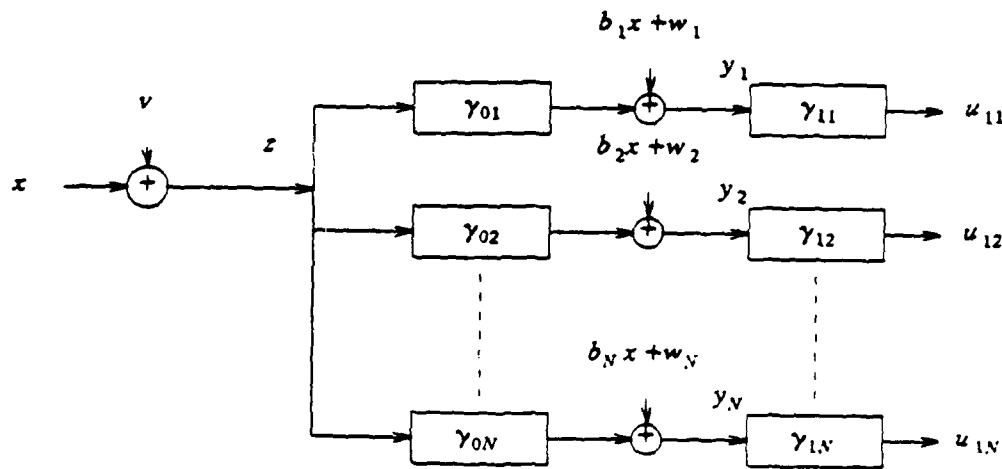 b₁x + w₁
v
y₁
γ₀₁
+
γ₁₁
u₁₁
z
b₂x + w₂
x
+
y₂
γ₀₂
+
γ₁₂
u₁₂
b_N x + w_N
y_N
γ₀N
+
γ₁N
u₁N